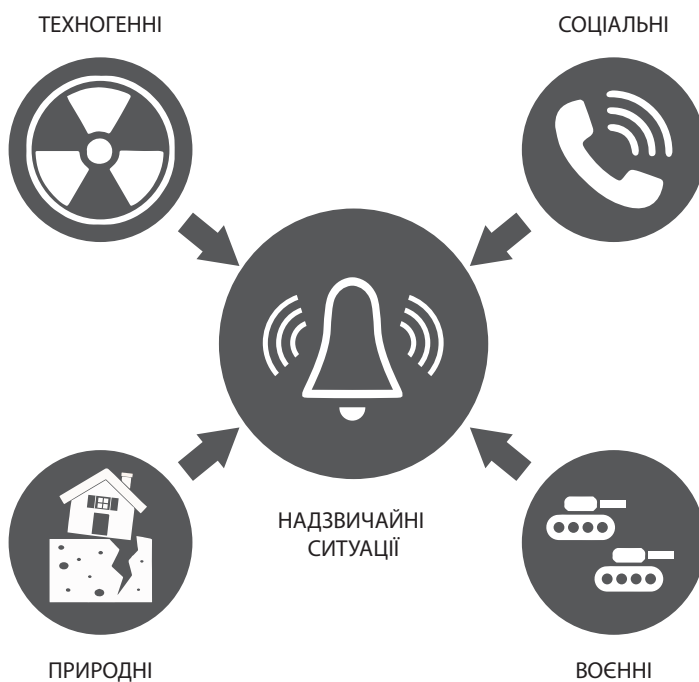 ТЕХНОГЕННІ
СОЦІАЛЬНІ
НАДЗВИЧАЙНІ
СИТУАЦІЇ
ПРИРОДНІ
ВОЄННІ